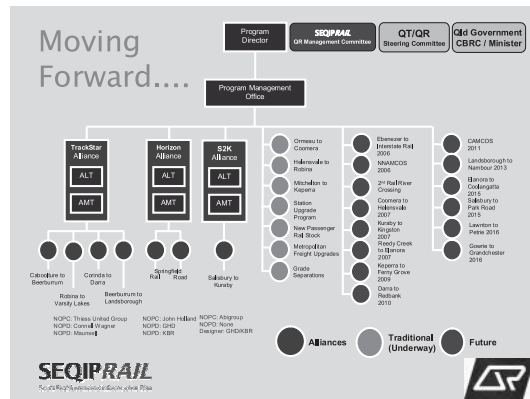 Moving
Forward....
Program
Director
SEQIPRAIL
QR Management Committee
QT/QR
Steering Committee
Qld Government
CBRC / Minister
Program Management
Office
TrackStar
Alliance
ALT
AMT
Horizon
Alliance
ALT
AMT
S2K
Alliance
ALT
AMT
Caboolture to
Beerburrum
Robina to
Varsity Lakes
Corinda to
Darra
Beerburrum to
Landsborough
Springfield
Rail
Road
Salisbury to
Kuraby
NOPC: Thiess United Group
NOPD: Connell Wagner
NOPD: Maunsell
NOPC: John Holland
NOPD: GHD
NOPD: KBR
NOPC: Abigroup
NOPD: None
Designer: GHD/KBR
Ormeau to
Coomera
Helensvale to
Robina
Mitchelton to
Keperra
Station
Upgrade
Program
New Passenger
Rail Stock
Metropolitan
Freight Upgrades
Grade
Separations
Ebenezer to
Interstate Rail
2006
NNAMCOS
2006
2nd Rail River
Crossing
Coomera to
Helensvale
2007
Kuraby to
Kingston
2007
Reedy Creek
to Elanora
2007
Keperra to
Ferny Grove
2009
Darra to
Redbank
2010
CAMCOS
2011
Landsborough to
Nambour 2013
Elanora to
Coolangatta
2015
Salisbury to
Park Road
2015
Lawnton to
Petrie 2016
Gowrie to
Grandchester
2016
Alliances
Traditional
(Underway)
Future
SEQIPRAIL
QR